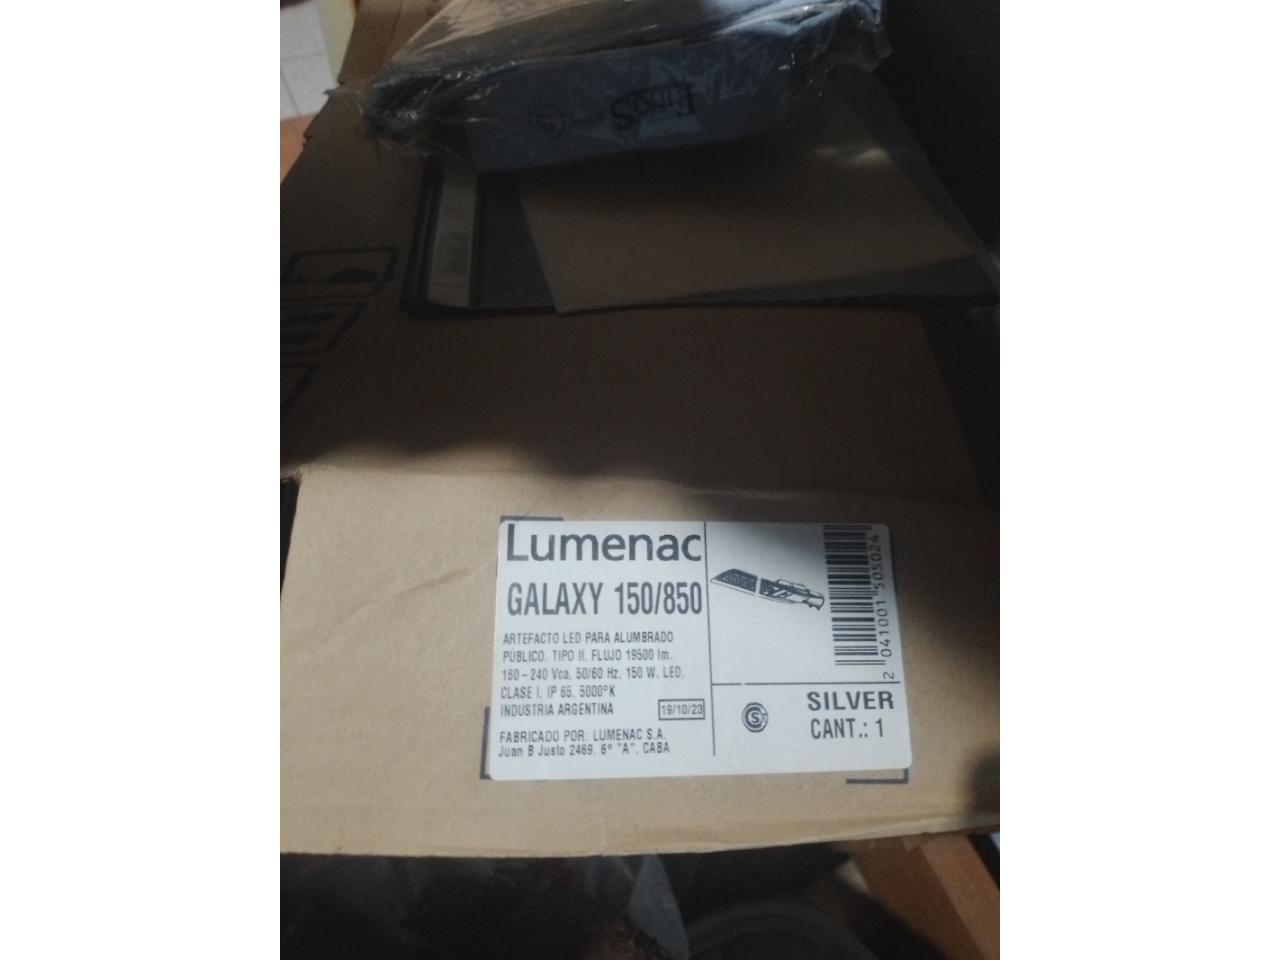 Lumenac
GALAXY 150/850
ARTEFACTO LED PARA ALUMBRADO
PÚBLICO, TIPO II. FLUJO 19500 lm.
160-240 Vca, 50/60 Hz, 150 W. LED.
CLASE I, IP 65, 5000°K
INDUSTRIA ARGENTINA
19/10/23
FABRICADO POR: LUMENAC S.A.
Juan B Justo 2469. 6° "A". CABA
2 041001 505024
SILVER
CANT.: 1